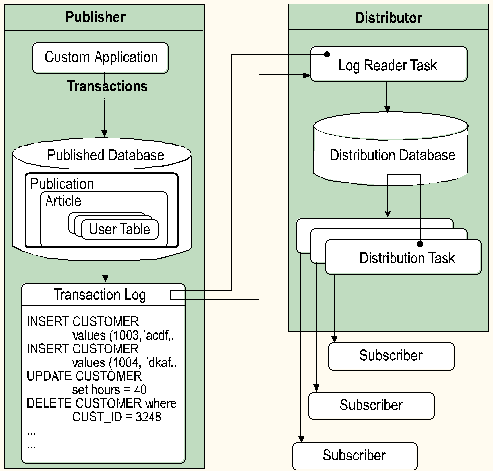 Publisher
Custom Application
Transactions
Published Database
Publication
Article
User Table
Transaction Log
INSERT CUSTOMER
values (1003,'acdf,.
INSERT CUSTOMER
values (1004, 'dkaf..
UPDATE CUSTOMER
set hours = 40
DELETE CUSTOMER where
CUST_ID = 3248
...
...
Distributor
Log Reader Task
Distribution Database
Distribution Task
Subscriber
Subscriber
Subscriber